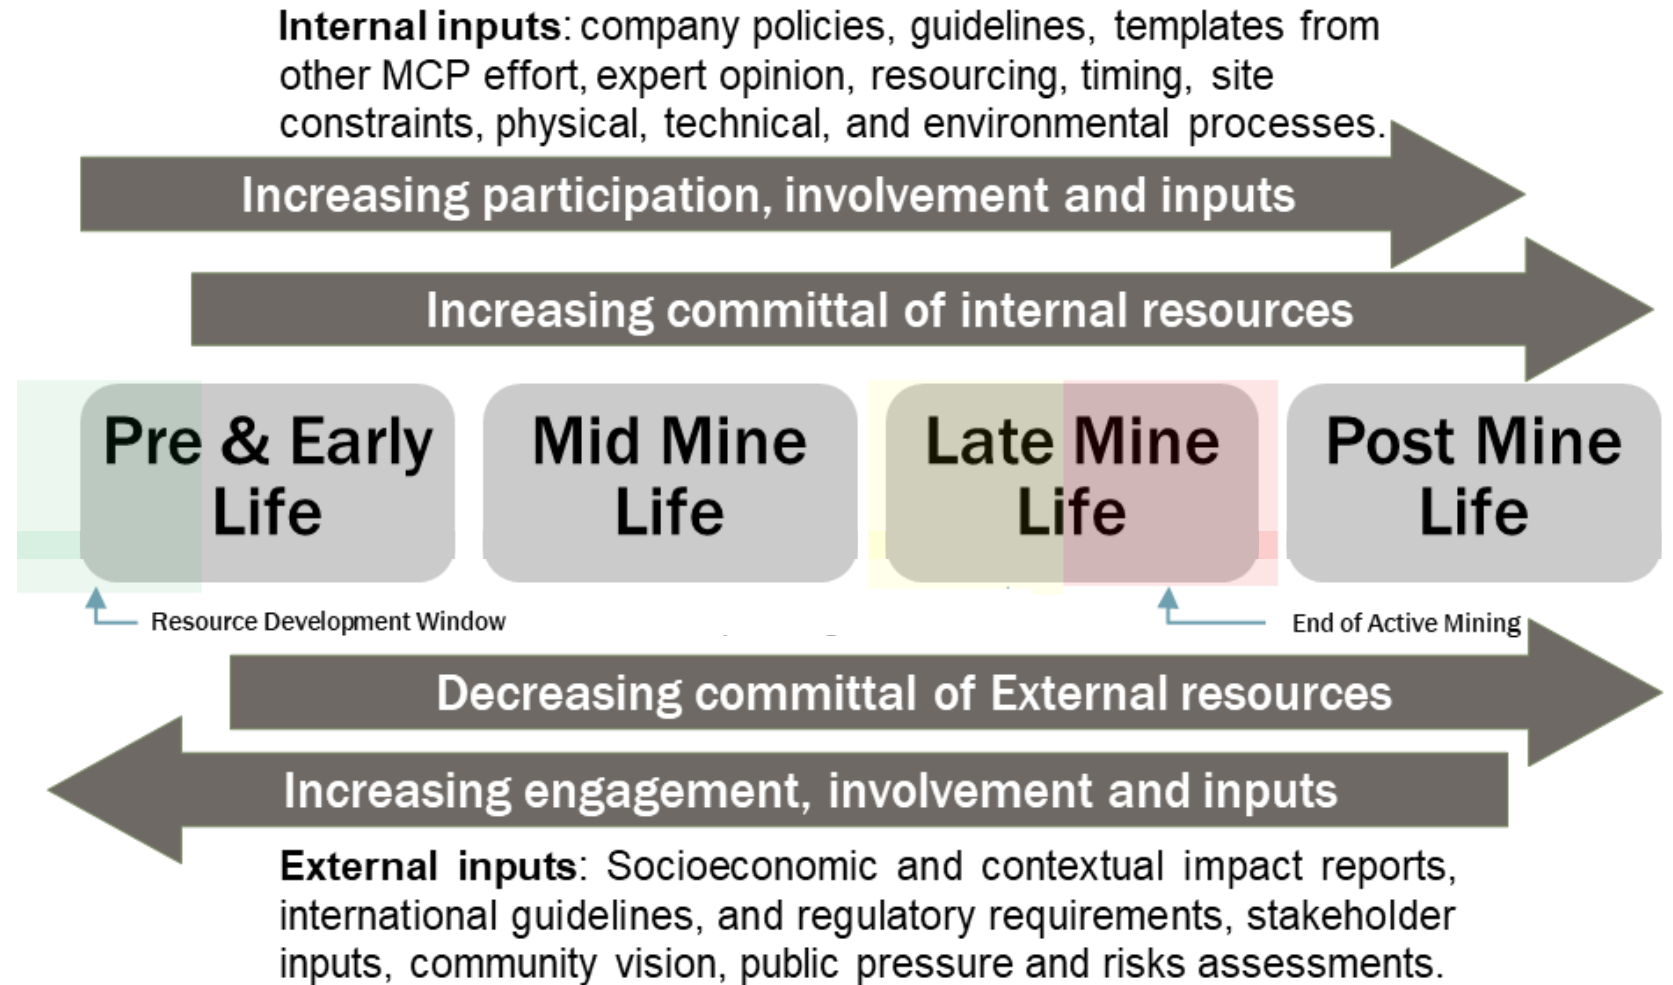 Internal inputs: company policies, guidelines, templates from
other MCP effort, expert opinion, resourcing, timing, site
constraints, physical, technical, and environmental processes.
Increasing participation, involvement and inputs
Increasing committal of internal resources
Pre & Early
Life
Mid Mine
Life
Late Mine
Life
Post Mine
Life
Resource Development Window
End of Active Mining
Decreasing committal of External resources
Increasing engagement, involvement and inputs
External inputs: Socioeconomic and contextual impact reports,
international guidelines, and regulatory requirements, stakeholder
inputs, community vision, public pressure and risks assessments.